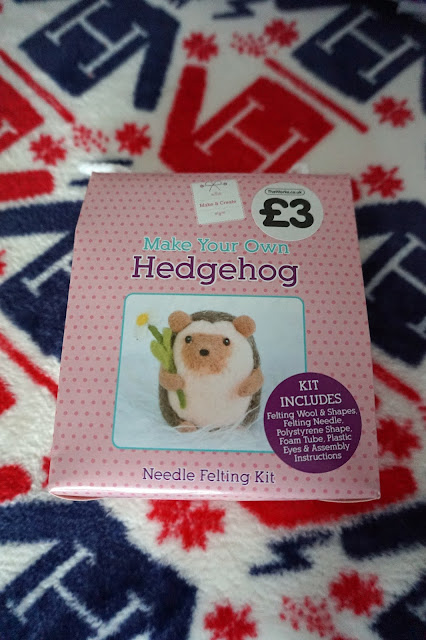 Make & Create
TheWorks.co.uk
£3
Make Your Own
Hedgehog
KIT
INCLUDES
Felting Wool & Shapes,
Felting Needle,
Polystyrene Shape,
Foam Tube, Plastic
Eyes & Assembly
Instructions
Needle Felting Kit
H
H
H
H
H